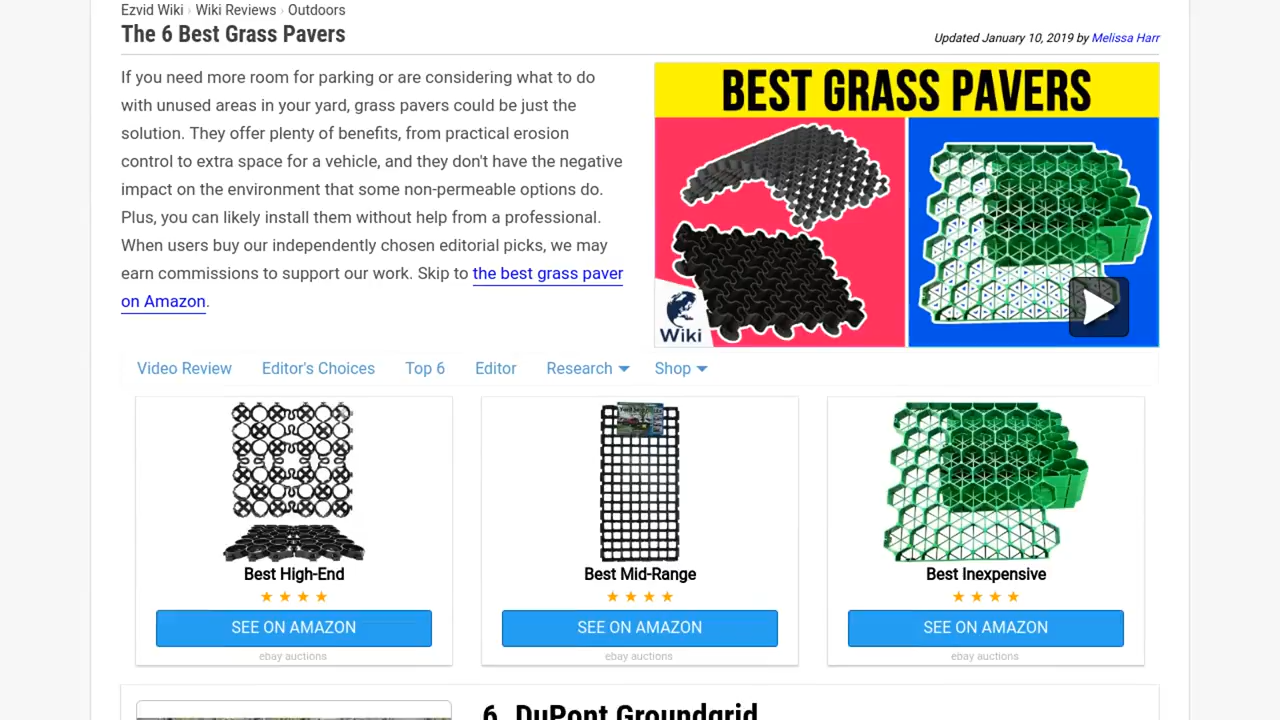 Ezvid Wiki › Wiki Reviews › Outdoors
The 6 Best Grass Pavers
Updated January 10, 2019 by Melissa Harr
If you need more room for parking or are considering what to do
with unused areas in your yard, grass pavers could be just the
solution. They offer plenty of benefits, from practical erosion
control to extra space for a vehicle, and they don't have the negative
impact on the environment that some non-permeable options do.
Plus, you can likely install them without help from a professional.
When users buy our independently chosen editorial picks, we may
earn commissions to support our work. Skip to the best grass paver
on Amazon.
BEST GRASS PAVERS
Wiki
Video Review Editor's Choices Top 6 Editor Research Shop
Best High-End
SEE ON AMAZON
ebay auctions
Best Mid-Range
SEE ON AMAZON
ebay auctions
Best Inexpensive
SEE ON AMAZON
ebay auctions
6. DuPont Groundgrid